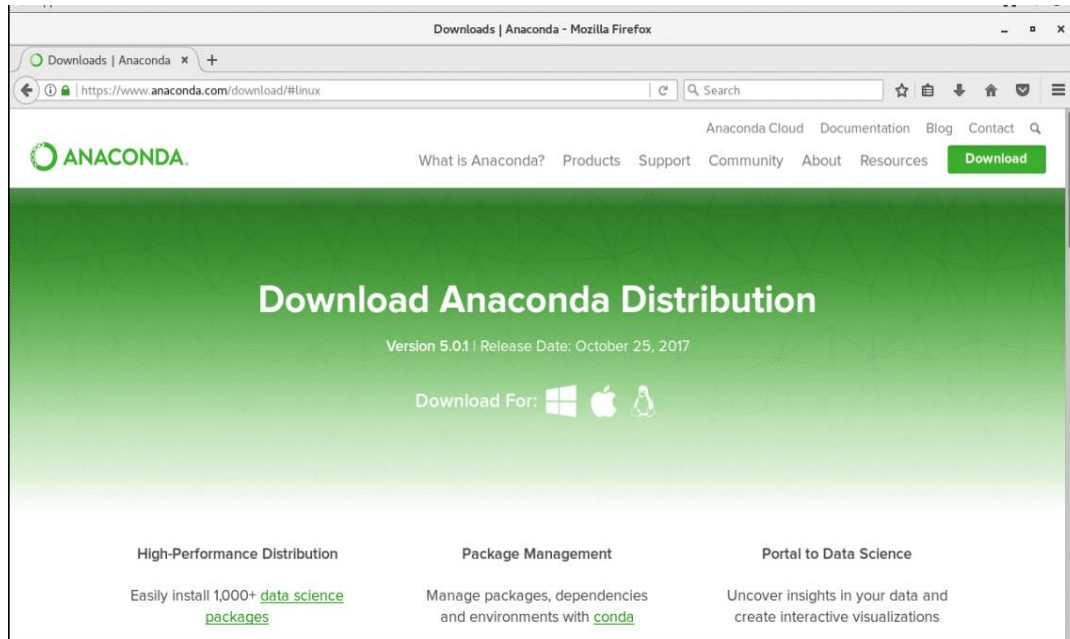 Downloads | Anaconda - Mozilla Firefox
Downloads | Anaconda
https://www.anaconda.com/download/#linux
Search
Anaconda Cloud Documentation Blog Contact
ANACONDA.
What is Anaconda? Products Support Community About Resources Download
Download Anaconda Distribution
Version 5.0.1 | Release Date: October 25, 2017
Download For:
High-Performance Distribution
Easily install 1,000+ data science
packages
Package Management
Manage packages, dependencies
and environments with conda
Portal to Data Science
Uncover insights in your data and
create interactive visualizations